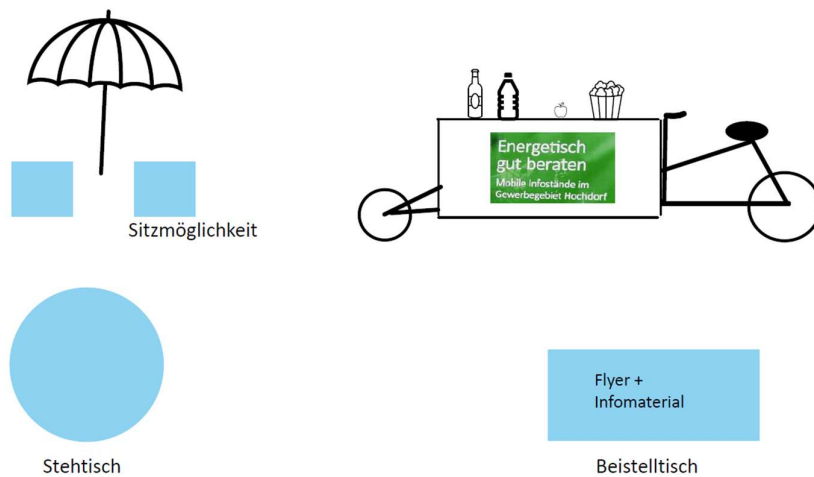 Energetisch
gut beraten
Mobile Infostände im
Gewerbegebiet Hochdorf
Sitzmöglichkeit
Flyer +
Infomaterial
Stehtisch
Beistelltisch